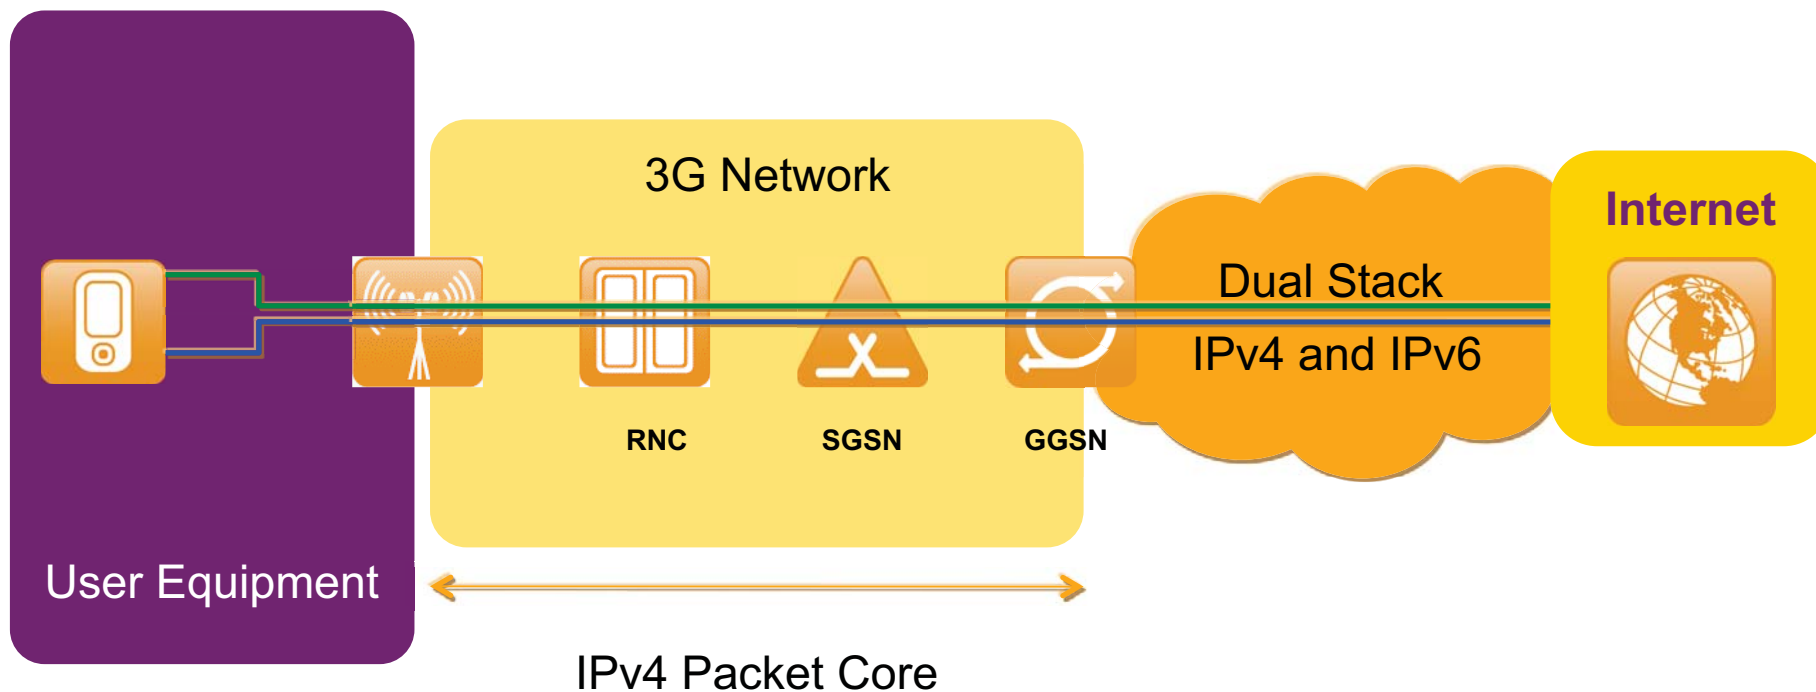 3G Network
Internet
Dual Stack
IPv4 and IPv6
RNC
SGSN
GGSN
User Equipment
IPv4 Packet Core